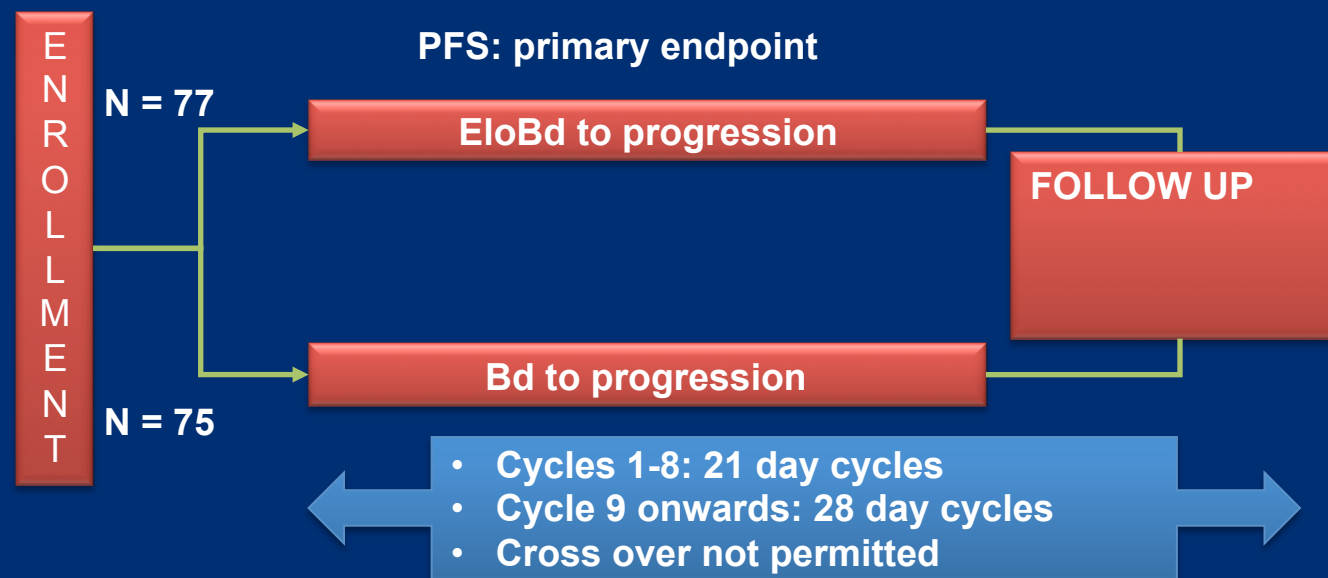 ENROLLMENT
PFS: primary endpoint
N = 77
EloBd to progression
FOLLOW UP
Bd to progression
N = 75
• Cycles 1-8: 21 day cycles
• Cycle 9 onwards: 28 day cycles
• Cross over not permitted